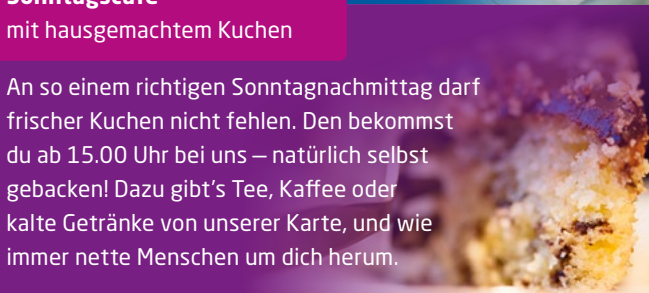 Sonntagscafé
mit hausgemachtem Kuchen
An so einem richtigen Sonntagnachmittag darf
frischer Kuchen nicht fehlen. Den bekommst
du ab 15.00 Uhr bei uns – natürlich selbst
gebacken! Dazu gibt's Tee, Kaffee oder
kalte Getränke von unserer Karte, und wie
immer nette Menschen um dich herum.